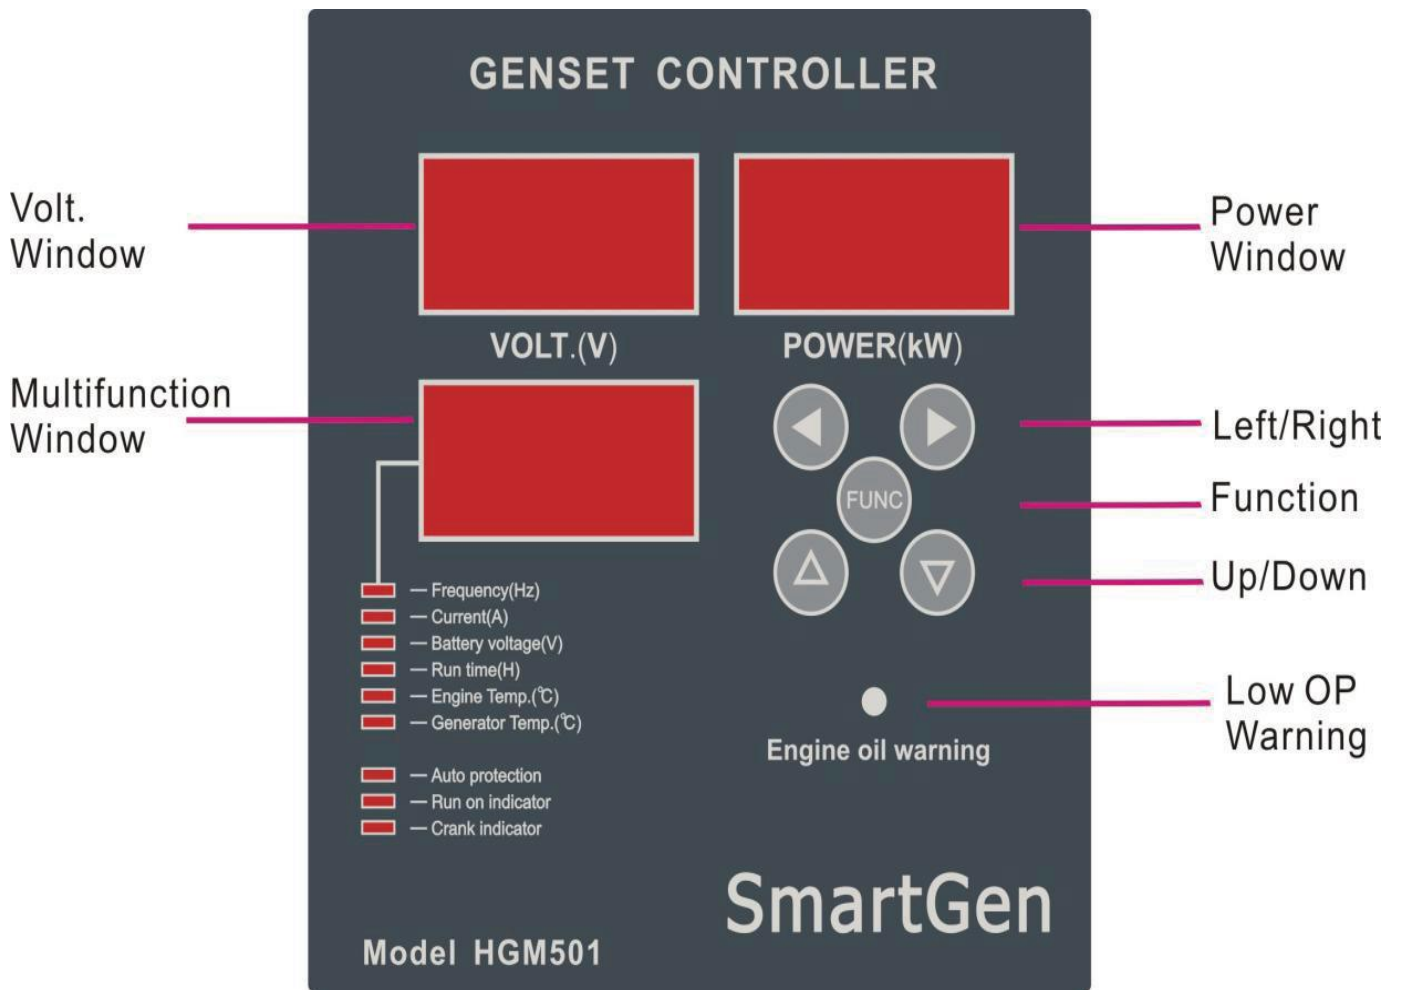 GENSET CONTROLLER
Volt.
Window
Power
Window
VOLT.(V)
POWER(kW)
Multifunction
Window
Left/Right
FUNC
Function
Up/Down
Frequency(Hz)
Current(A)
Battery voltage(V)
Run time(H)
Engine Temp.(℃)
Generator Temp.(℃)
Low OP
Warning
Engine oil warning
Auto protection
Run on indicator
Crank indicator
SmartGen
Model HGM501